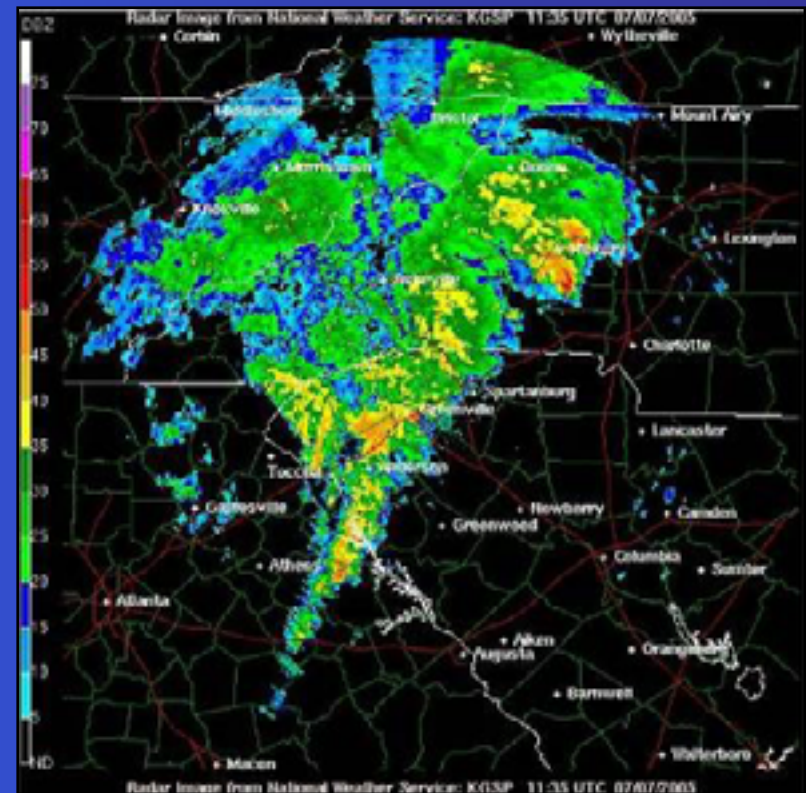 Radar Image from National Weather Service: KGSP 11:35 UTC 07/07/2005
DBZ
Corbin
Wytheville
75
70
Mount Airy
Bristol
Morristown
65
Boone
Knoxville
60
Lexington
55
Asheville
50
45
Charlotte
40
Spartanburg
Greenville
35
Lancaster
Toccoa
Anderson
30
Gainesville
Newberry
Camden
25
Greenwood
Athens
Columbia
Sumter
20
Atlanta
15
Aiken
Augusta
Orangeburg
10
Barnwell
5
ND
Macon
Walterboro
Radar Image from National Weather Service: KGSP 11:35 UTC 07/07/2005